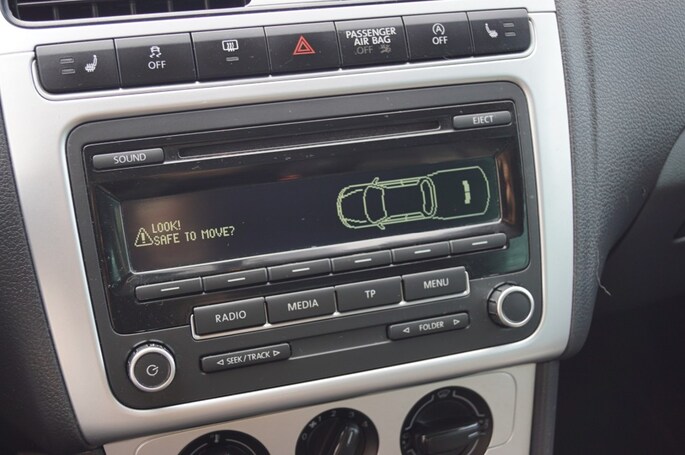 OFF
PASSENGER
AIR BAG
OFF
A OFF
SOUND
EJECT
LOOK!
SAFE TO MOVE?
RADIO
MEDIA
TP
MENU
SEEK / TRACK
FOLDER